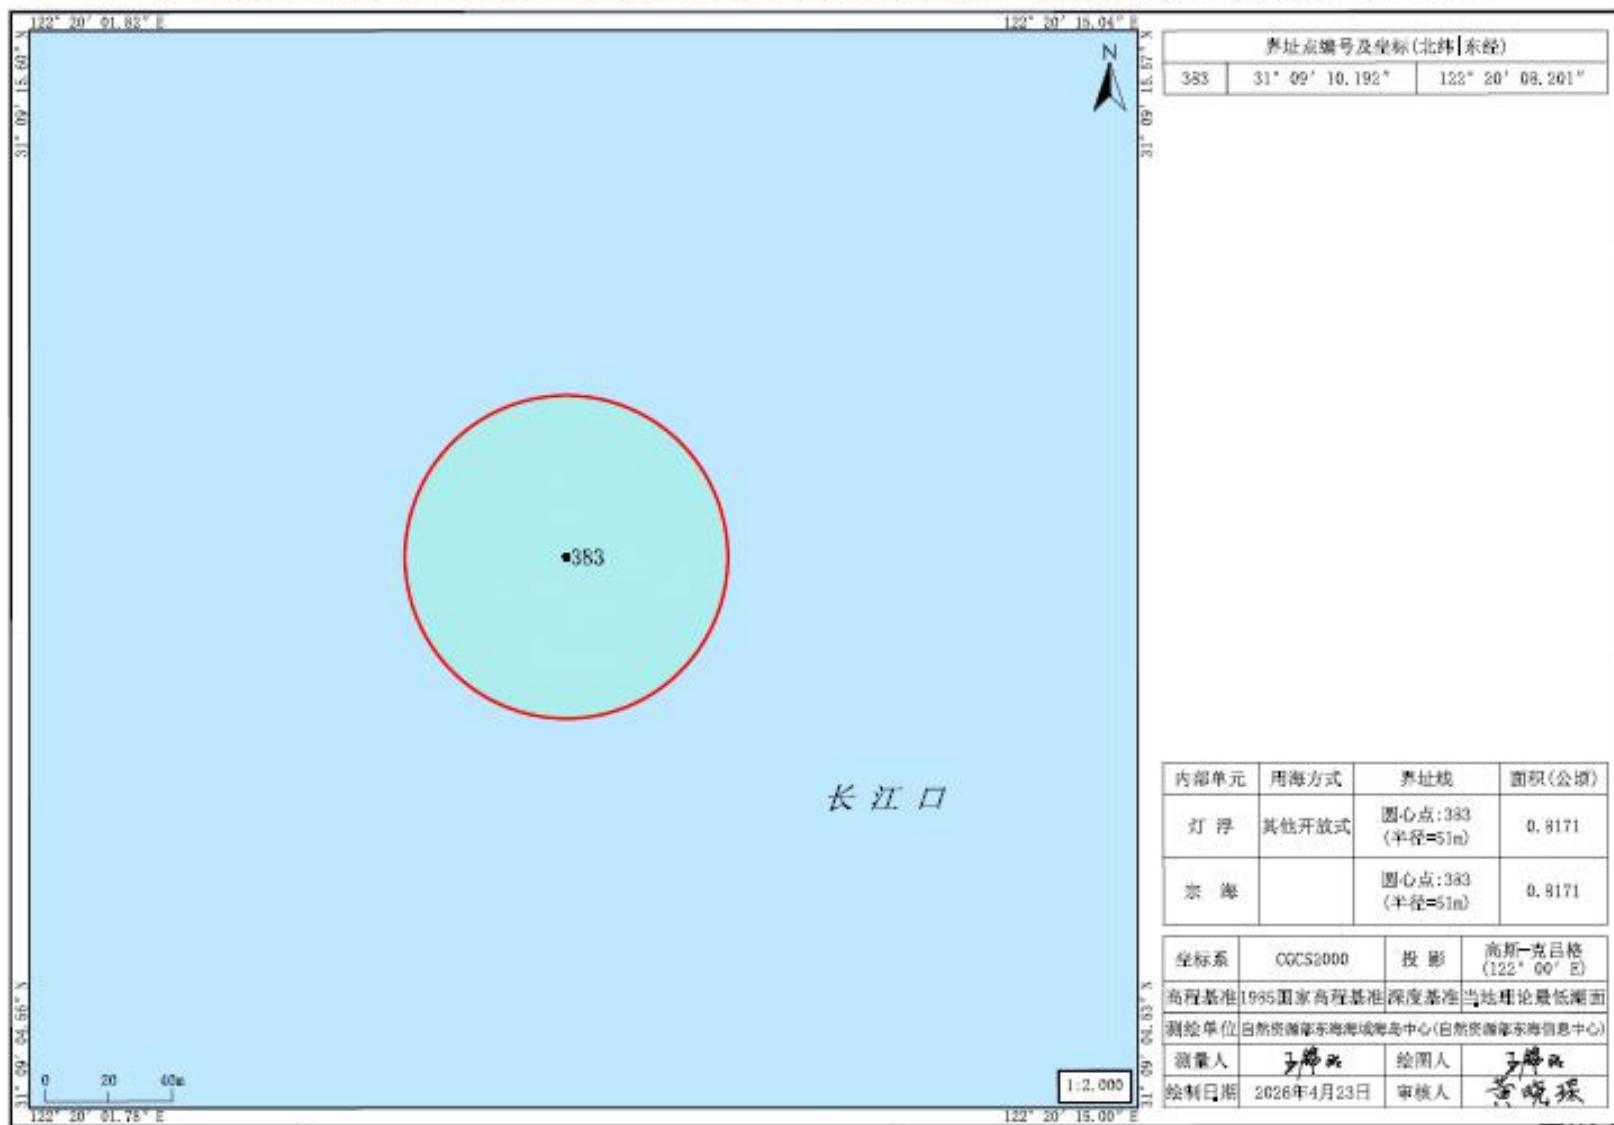 122° 20′ 01.83″ E
122° 20′ 15.04″ E
31° 09′ 15.60″ N
31° 09′ 15.57″ N
N
界址点编号及坐标(北纬|东经)
383 31° 09′ 10.192″ 122° 20′ 08.201″
383
长江口
内部单元 用海方式 界址线 面积(公顷)
灯浮 其他开放式 圆心点:383 0.8171
(半径=51m)
宗海 圆心点:383 0.8171
(半径=51m)
坐标系 CGCS2000 投影 高斯-克吕格
(122° 00′ E)
高程基准 1985国家高程基准 深度基准 当地理论最低潮面
测绘单位 自然资源部东海海域海岛中心(自然资源部东海信息中心)
测量人 绘图人
绘制日期 2026年4月23日 审核人 黄晓琛
0 20 40m
1:2,000
31° 09′ 04.66″ N
31° 09′ 04.63″ N
122° 20′ 01.78″ E
122° 20′ 15.00″ E